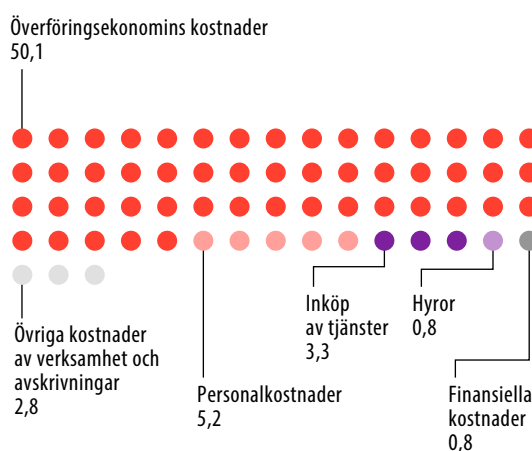 Överföringsekonomins kostnader
50,1
Övriga kostnader
av verksamhet och
avskrivningar
2,8
Personalkostnader
5,2
Inköp
av tjänster
3,3
Hyror
0,8
Finansiella
kostnader
0,8